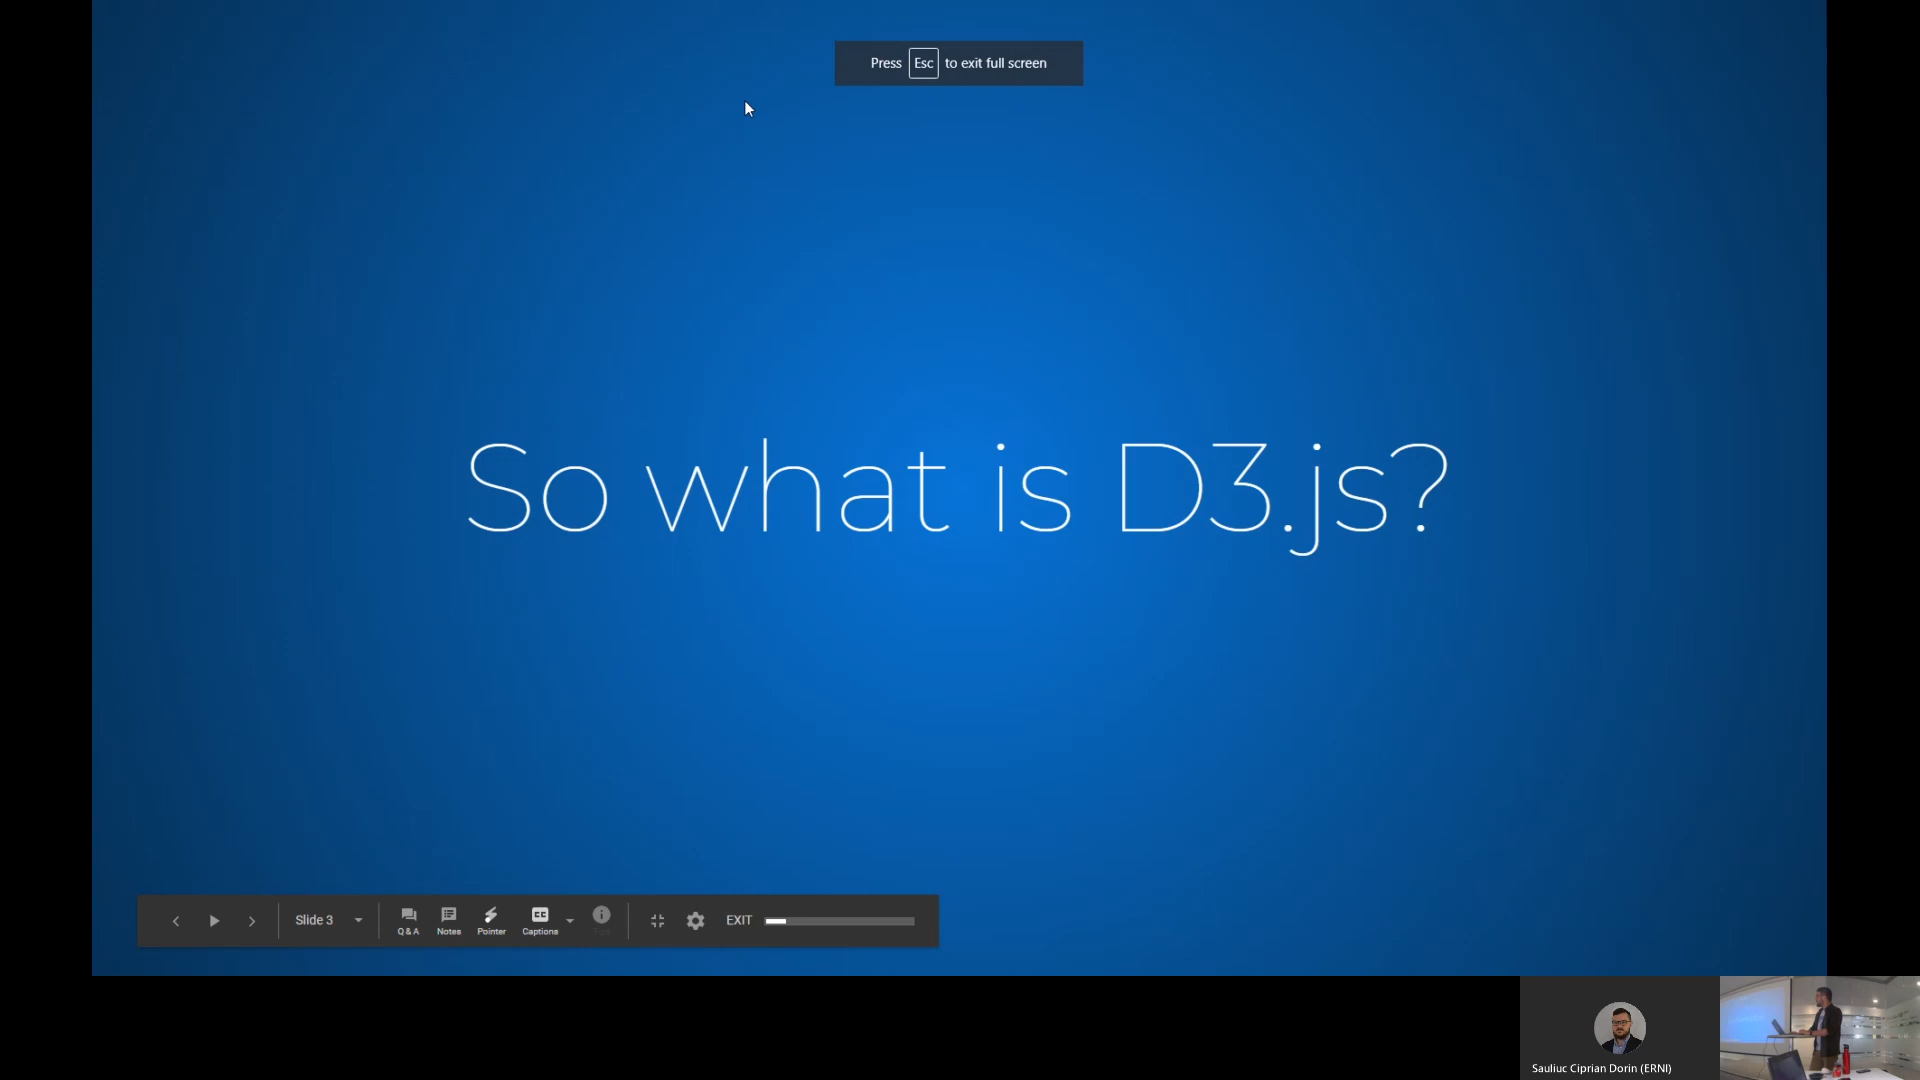 Press Esc to exit full screen
So what is D3.js?
Slide 3
Q & A
Notes
Pointer
Captions
EXIT
Sauliuc Ciprian Dorin (ERNI)